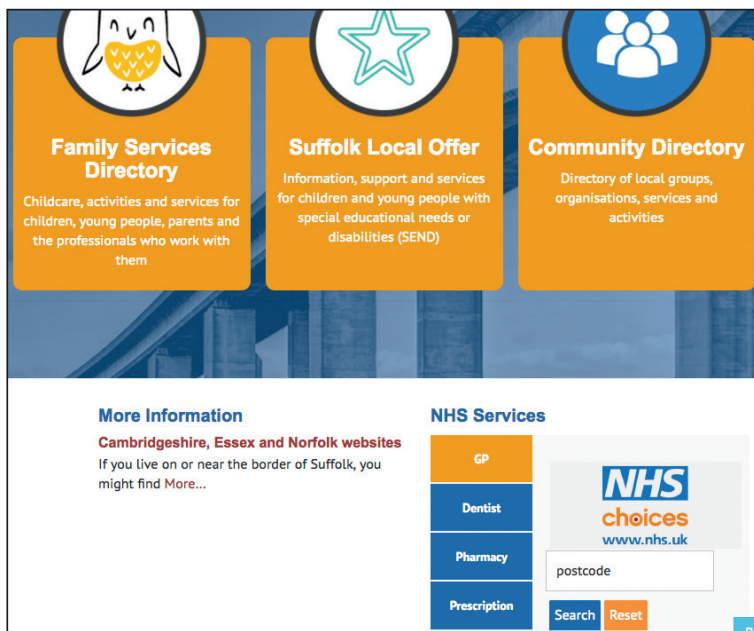 Family Services
Directory
Childcare, activities and services for
children, young people, parents and
the professionals who work with
them
Suffolk Local Offer
Information, support and services
for children and young people with
special educational needs or
disabilities (SEND)
Community Directory
Directory of local groups,
organisations, services and
activities
More Information
Cambridgeshire, Essex and Norfolk websites
If you live on or near the border of Suffolk, you
might find More...
NHS Services
GP
Dentist
Pharmacy
Prescription
NHS
choices
www.nhs.uk
postcode
Search
Reset